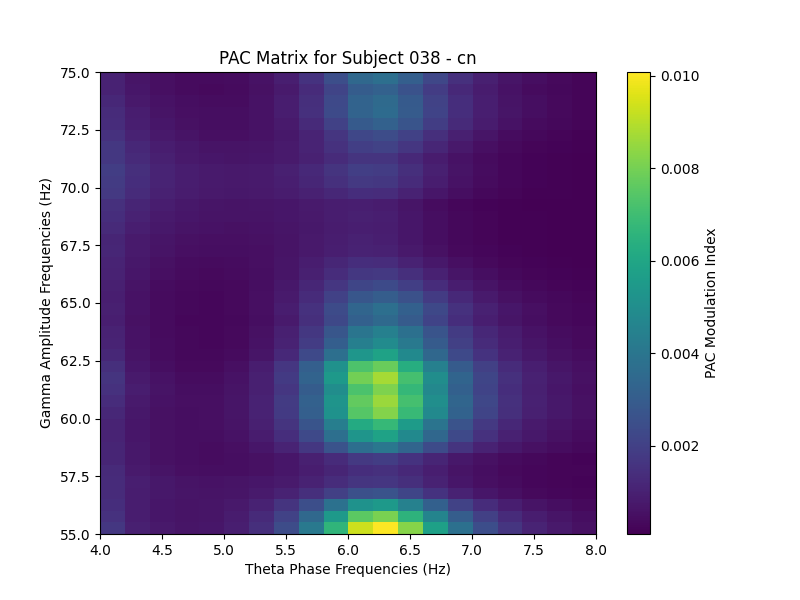 PAC Matrix for Subject 038 - cn
75.0
72.5
70.0
67.5
65.0
62.5
60.0
57.5
55.0
Gamma Amplitude Frequencies (Hz)
4.0 4.5 5.0 5.5 6.0 6.5 7.0 7.5 8.0
Theta Phase Frequencies (Hz)
0.010
0.008
0.006
0.004
0.002
PAC Modulation Index